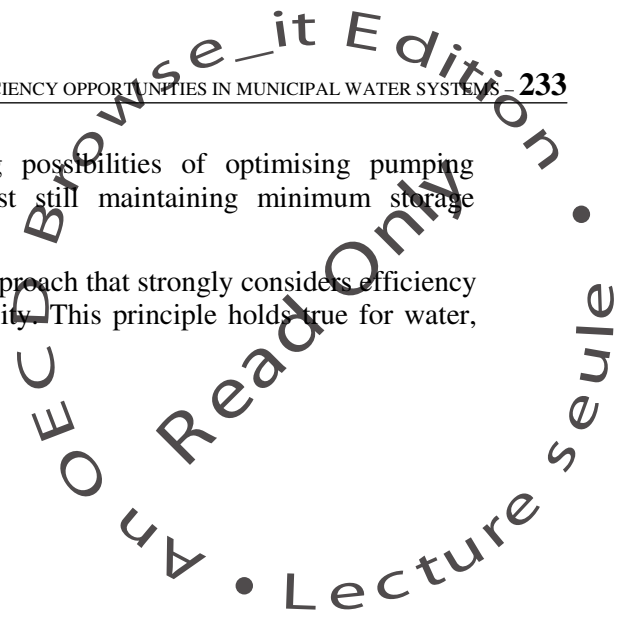 CIENCY OPPORTUNITIES IN MUNICIPAL WATER SYSTEMS – 233
possibilities of optimising pumping
st still maintaining minimum storage
proach that strongly considers efficiency
ity. This principle holds true for water,
An OECD Browse_it Edition •
Read Only
Lecture seule •